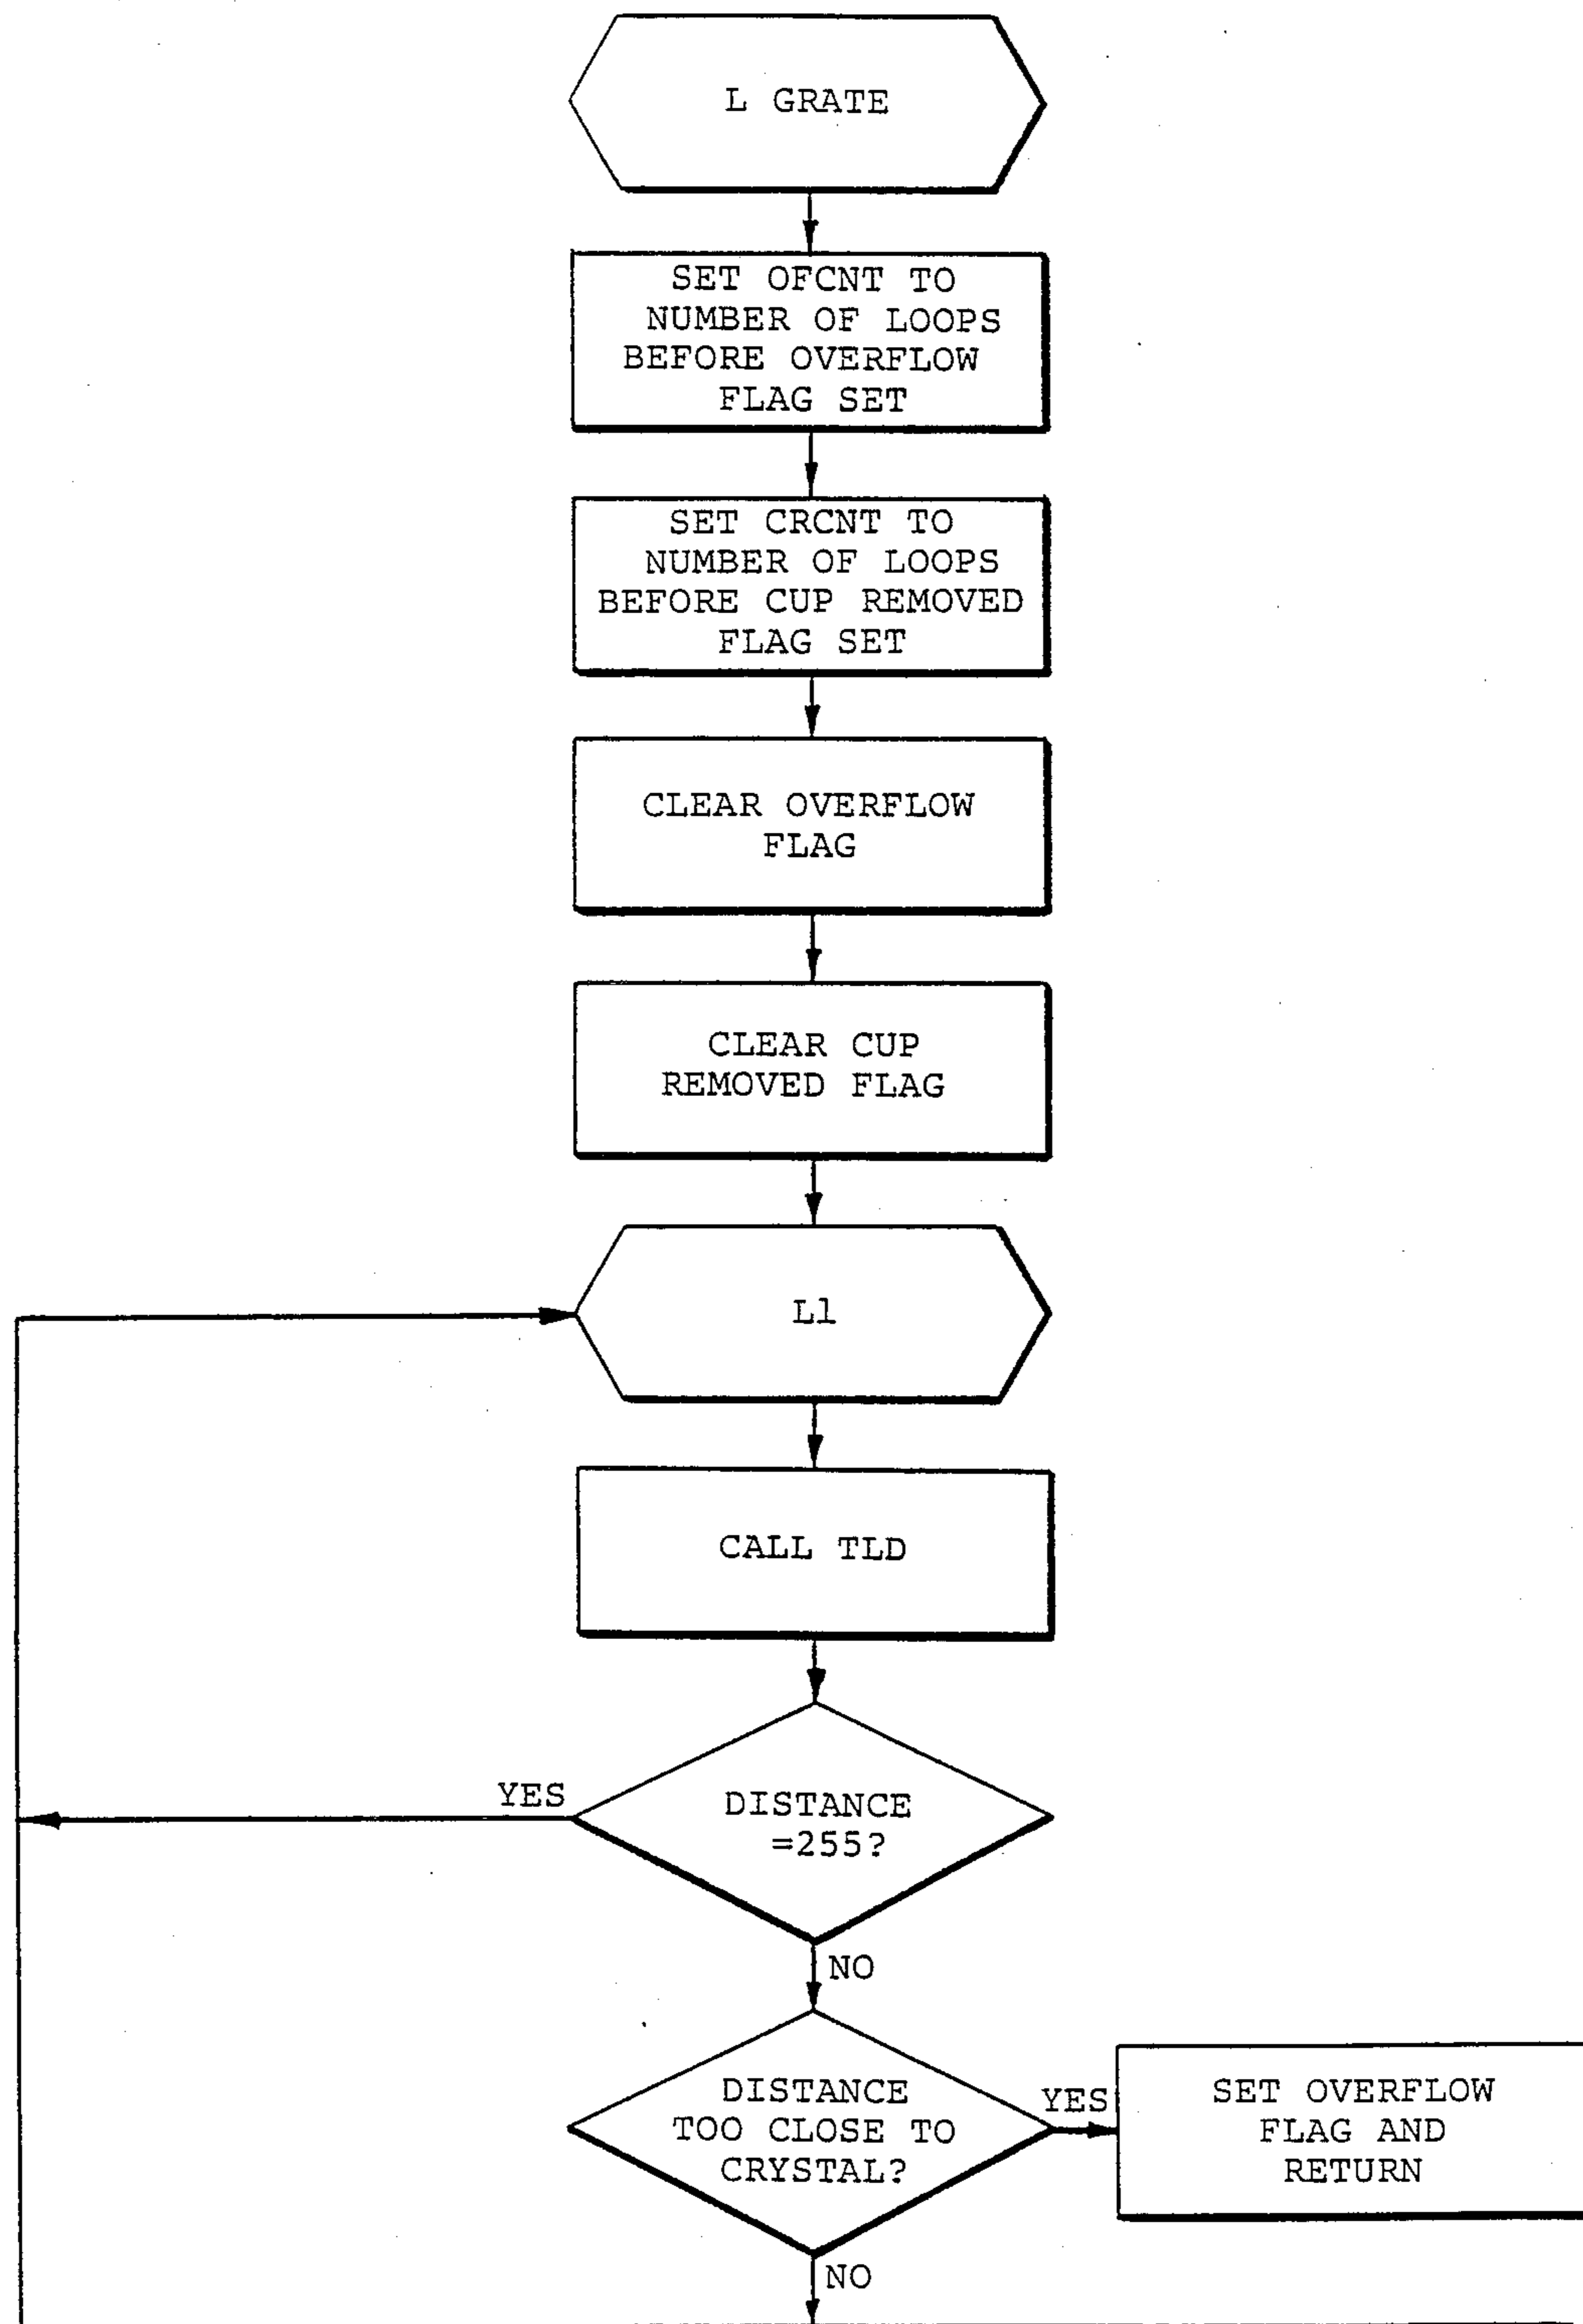 L GRATE
SET OFCNT TO
NUMBER OF LOOPS
BEFORE OVERFLOW
FLAG SET
SET CRCNT TO
NUMBER OF LOOPS
BEFORE CUP REMOVED
FLAG SET
CLEAR OVERFLOW
FLAG
CLEAR CUP
REMOVED FLAG
L1
CALL TLD
YES
DISTANCE
=255?
NO
DISTANCE
TOO CLOSE TO
CRYSTAL?
YES
SET OVERFLOW
FLAG AND
RETURN
NO